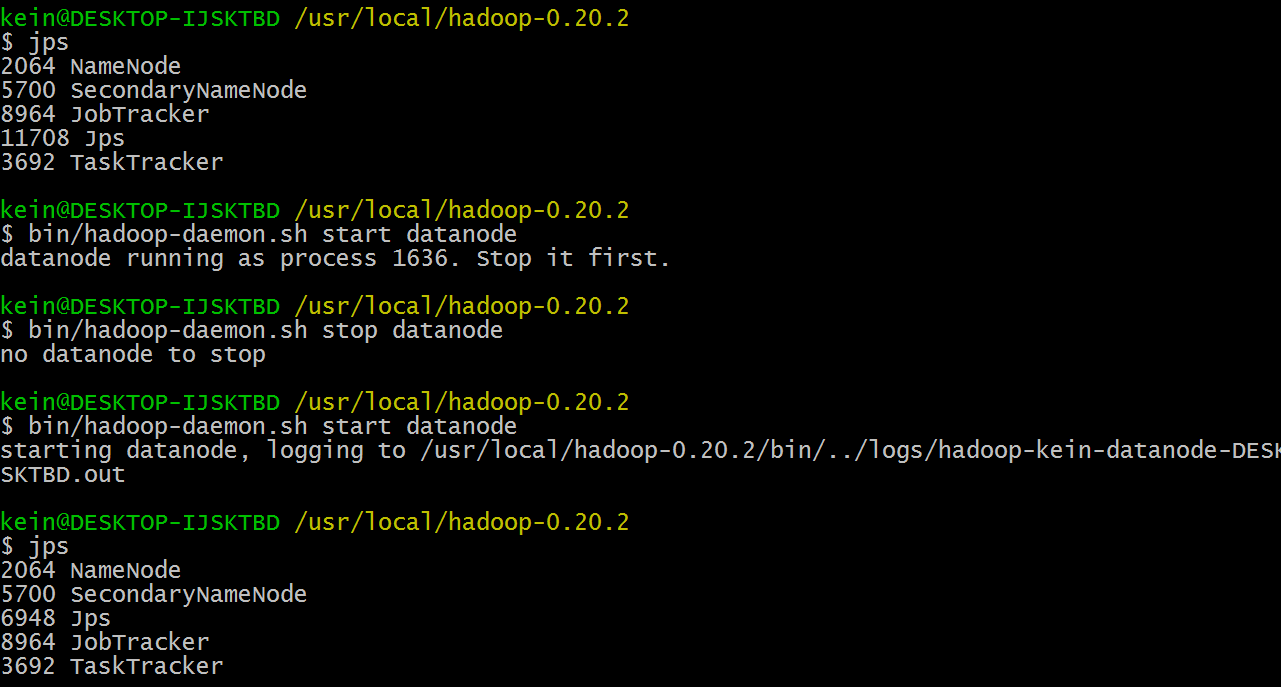 kein@DESKTOP-IJSKTBD /usr/local/hadoop-0.20.2
$ jps
2064 NameNode
5700 SecondaryNameNode
8964 JobTracker
11708 Jps
3692 TaskTracker
kein@DESKTOP-IJSKTBD /usr/local/hadoop-0.20.2
$ bin/hadoop-daemon.sh start datanode
datanode running as process 1636. Stop it first.
kein@DESKTOP-IJSKTBD /usr/local/hadoop-0.20.2
$ bin/hadoop-daemon.sh stop datanode
no datanode to stop
kein@DESKTOP-IJSKTBD /usr/local/hadoop-0.20.2
$ bin/hadoop-daemon.sh start datanode
starting datanode, logging to /usr/local/hadoop-0.20.2/bin/../logs/hadoop-kein-datanode-DESK
SKTBD.out
kein@DESKTOP-IJSKTBD /usr/local/hadoop-0.20.2
$ jps
2064 NameNode
5700 SecondaryNameNode
6948 Jps
8964 JobTracker
3692 TaskTracker